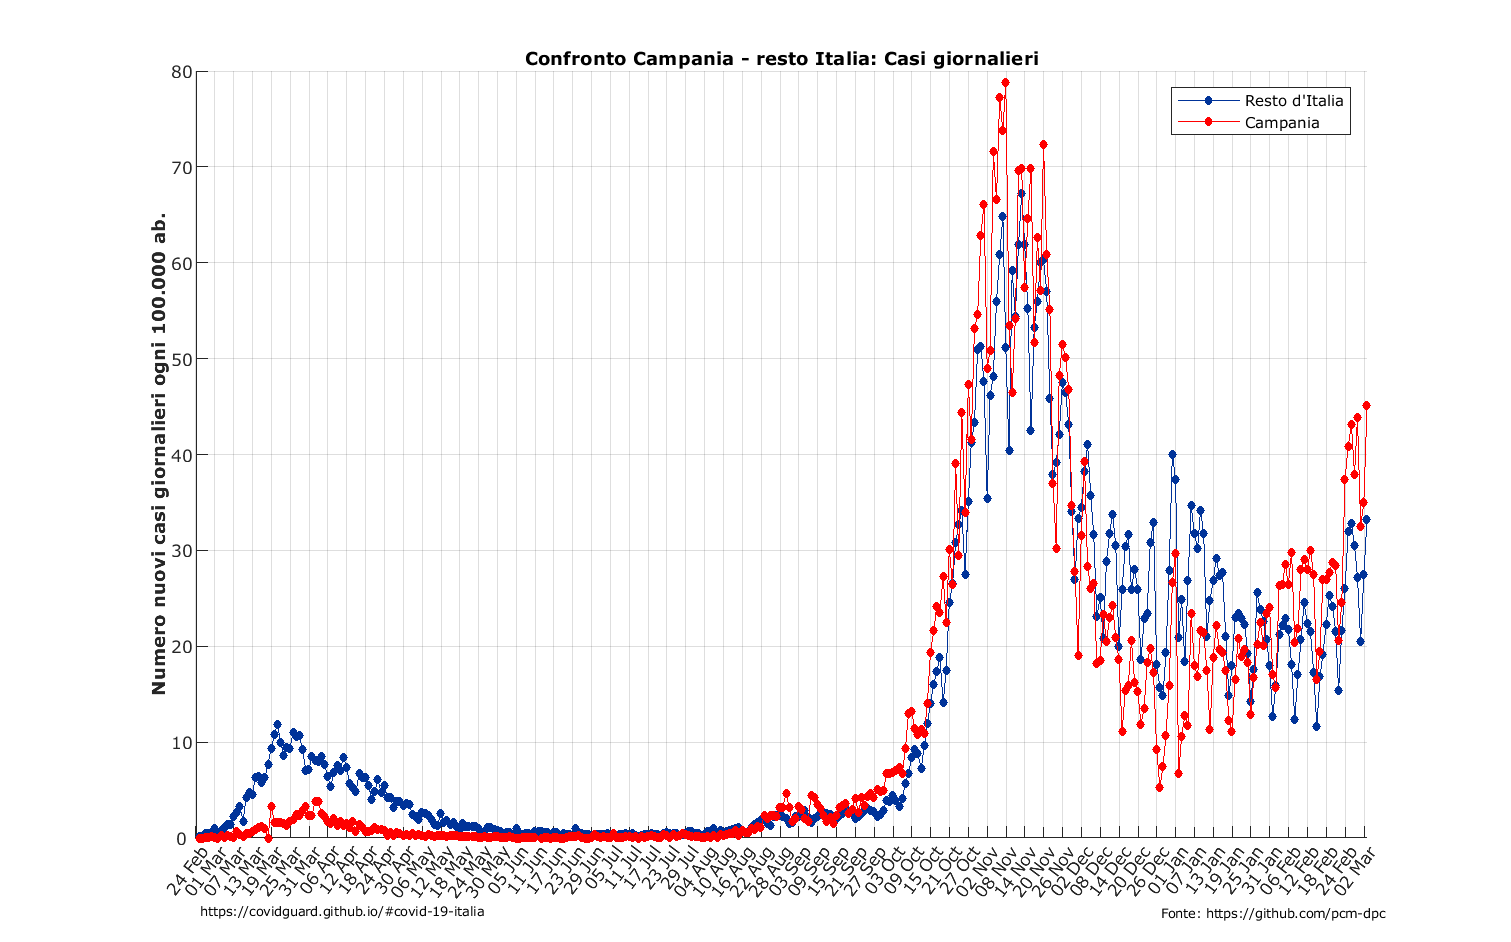 Confronto Campania - resto Italia: Casi giornalieri
Numero nuovi casi giornalieri ogni 100.000 ab.
80
70
60
50
40
30
20
10
0
Resto d'Italia
Campania
24 Feb
01 Mar
07 Mar
13 Mar
19 Mar
25 Mar
31 Mar
06 Apr
12 Apr
18 Apr
24 Apr
30 Apr
06 May
12 May
18 May
24 May
30 May
05 Jun
11 Jun
17 Jun
23 Jun
29 Jun
05 Jul
11 Jul
17 Jul
23 Jul
29 Jul
04 Aug
10 Aug
16 Aug
22 Aug
28 Aug
03 Sep
09 Sep
15 Sep
21 Sep
27 Sep
03 Oct
09 Oct
15 Oct
21 Oct
27 Oct
02 Nov
08 Nov
14 Nov
20 Nov
26 Nov
02 Dec
08 Dec
14 Dec
20 Dec
26 Dec
01 Jan
07 Jan
13 Jan
19 Jan
25 Jan
31 Jan
06 Feb
12 Feb
18 Feb
24 Feb
02 Mar
https://covidguard.github.io/#covid-19-italia
Fonte: https://github.com/pcm-dpc